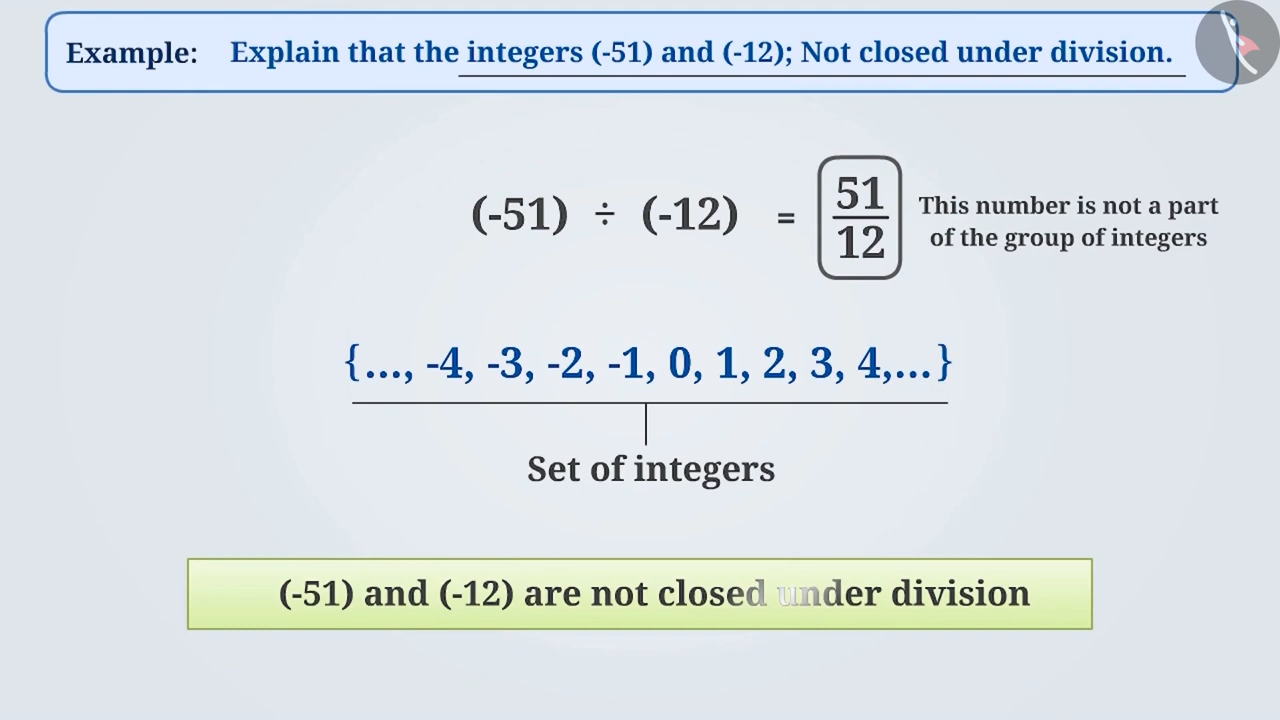 Example: Explain that the integers (-51) and (-12); Not closed under division.
(-51) ÷ (-12) = 51/12
This number is not a part
of the group of integers
{..., -4, -3, -2, -1, 0, 1, 2, 3, 4,...}
Set of integers
(-51) and (-12) are not closed under division